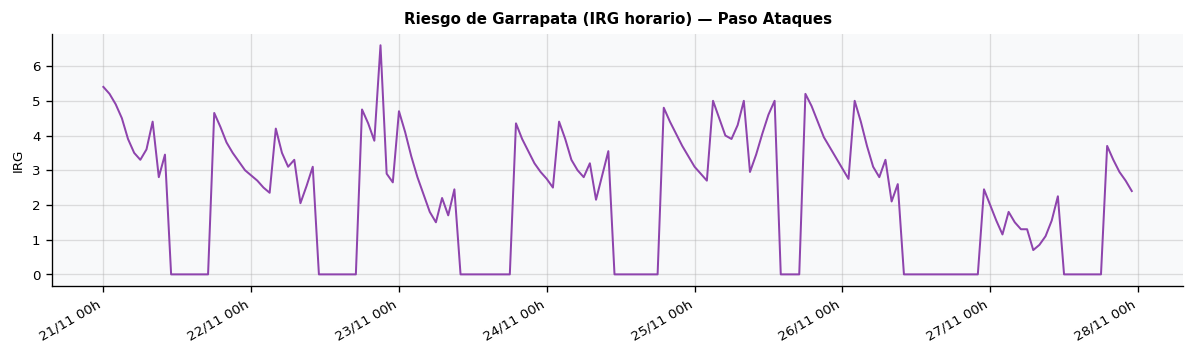 Riesgo de Garrapata (IRG horario) — Paso Ataques
IRG
6
5
4
3
2
1
0
21/11 00h
22/11 00h
23/11 00h
24/11 00h
25/11 00h
26/11 00h
27/11 00h
28/11 00h